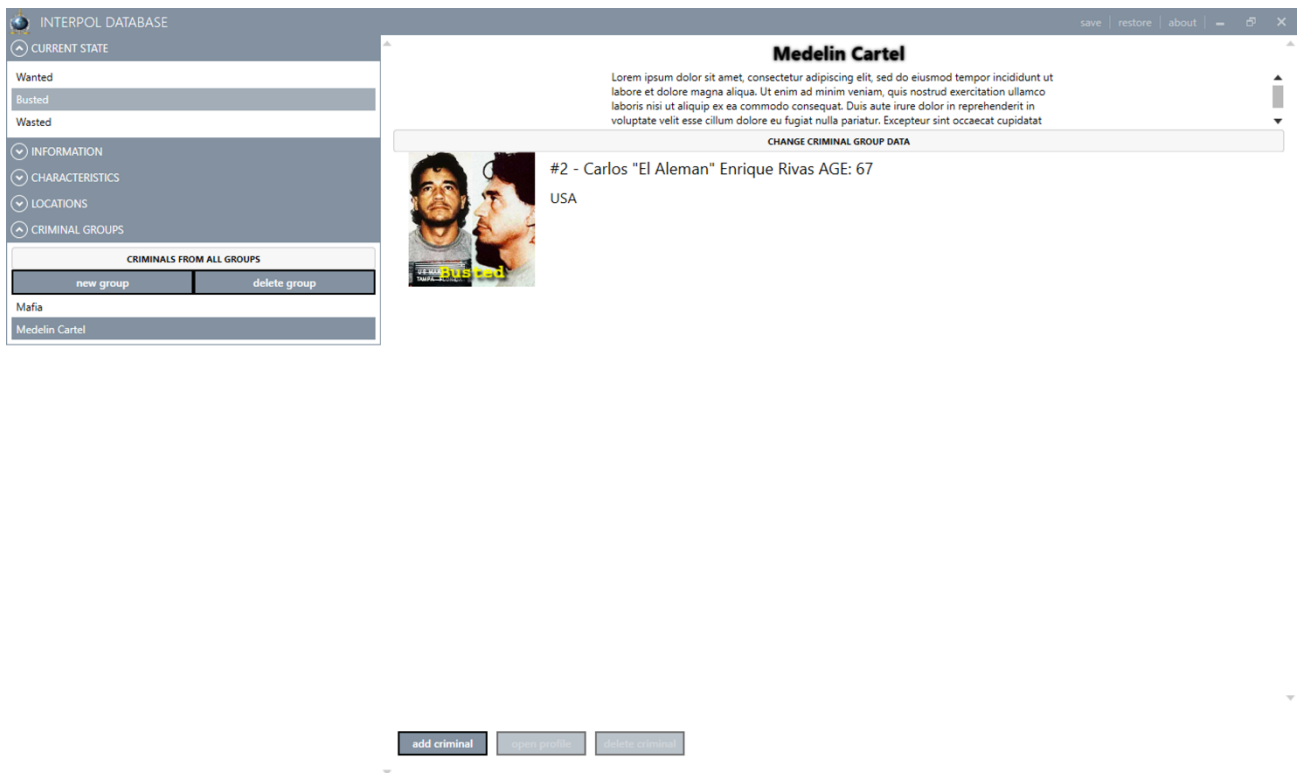 INTERPOL DATABASE
save | restore | about
CURRENT STATE
Wanted
Busted
Wasted
INFORMATION
CHARACTERISTICS
LOCATIONS
CRIMINAL GROUPS
CRIMINALS FROM ALL GROUPS
new group
delete group
Mafia
Medelin Cartel
Medelin Cartel
Lorem ipsum dolor sit amet, consectetur adipiscing elit, sed do eiusmod tempor incididunt ut
labore et dolore magna aliqua. Ut enim ad minim veniam, quis nostrud exercitation ullamco
laboris nisi ut aliquip ex ea commodo consequat. Duis aute irure dolor in reprehenderit in
voluptate velit esse cillum dolore eu fugiat nulla pariatur. Excepteur sint occaecat cupidatat
CHANGE CRIMINAL GROUP DATA
#2 - Carlos "El Aleman" Enrique Rivas AGE: 67
USA
Busted
add criminal
open profile
delete criminal